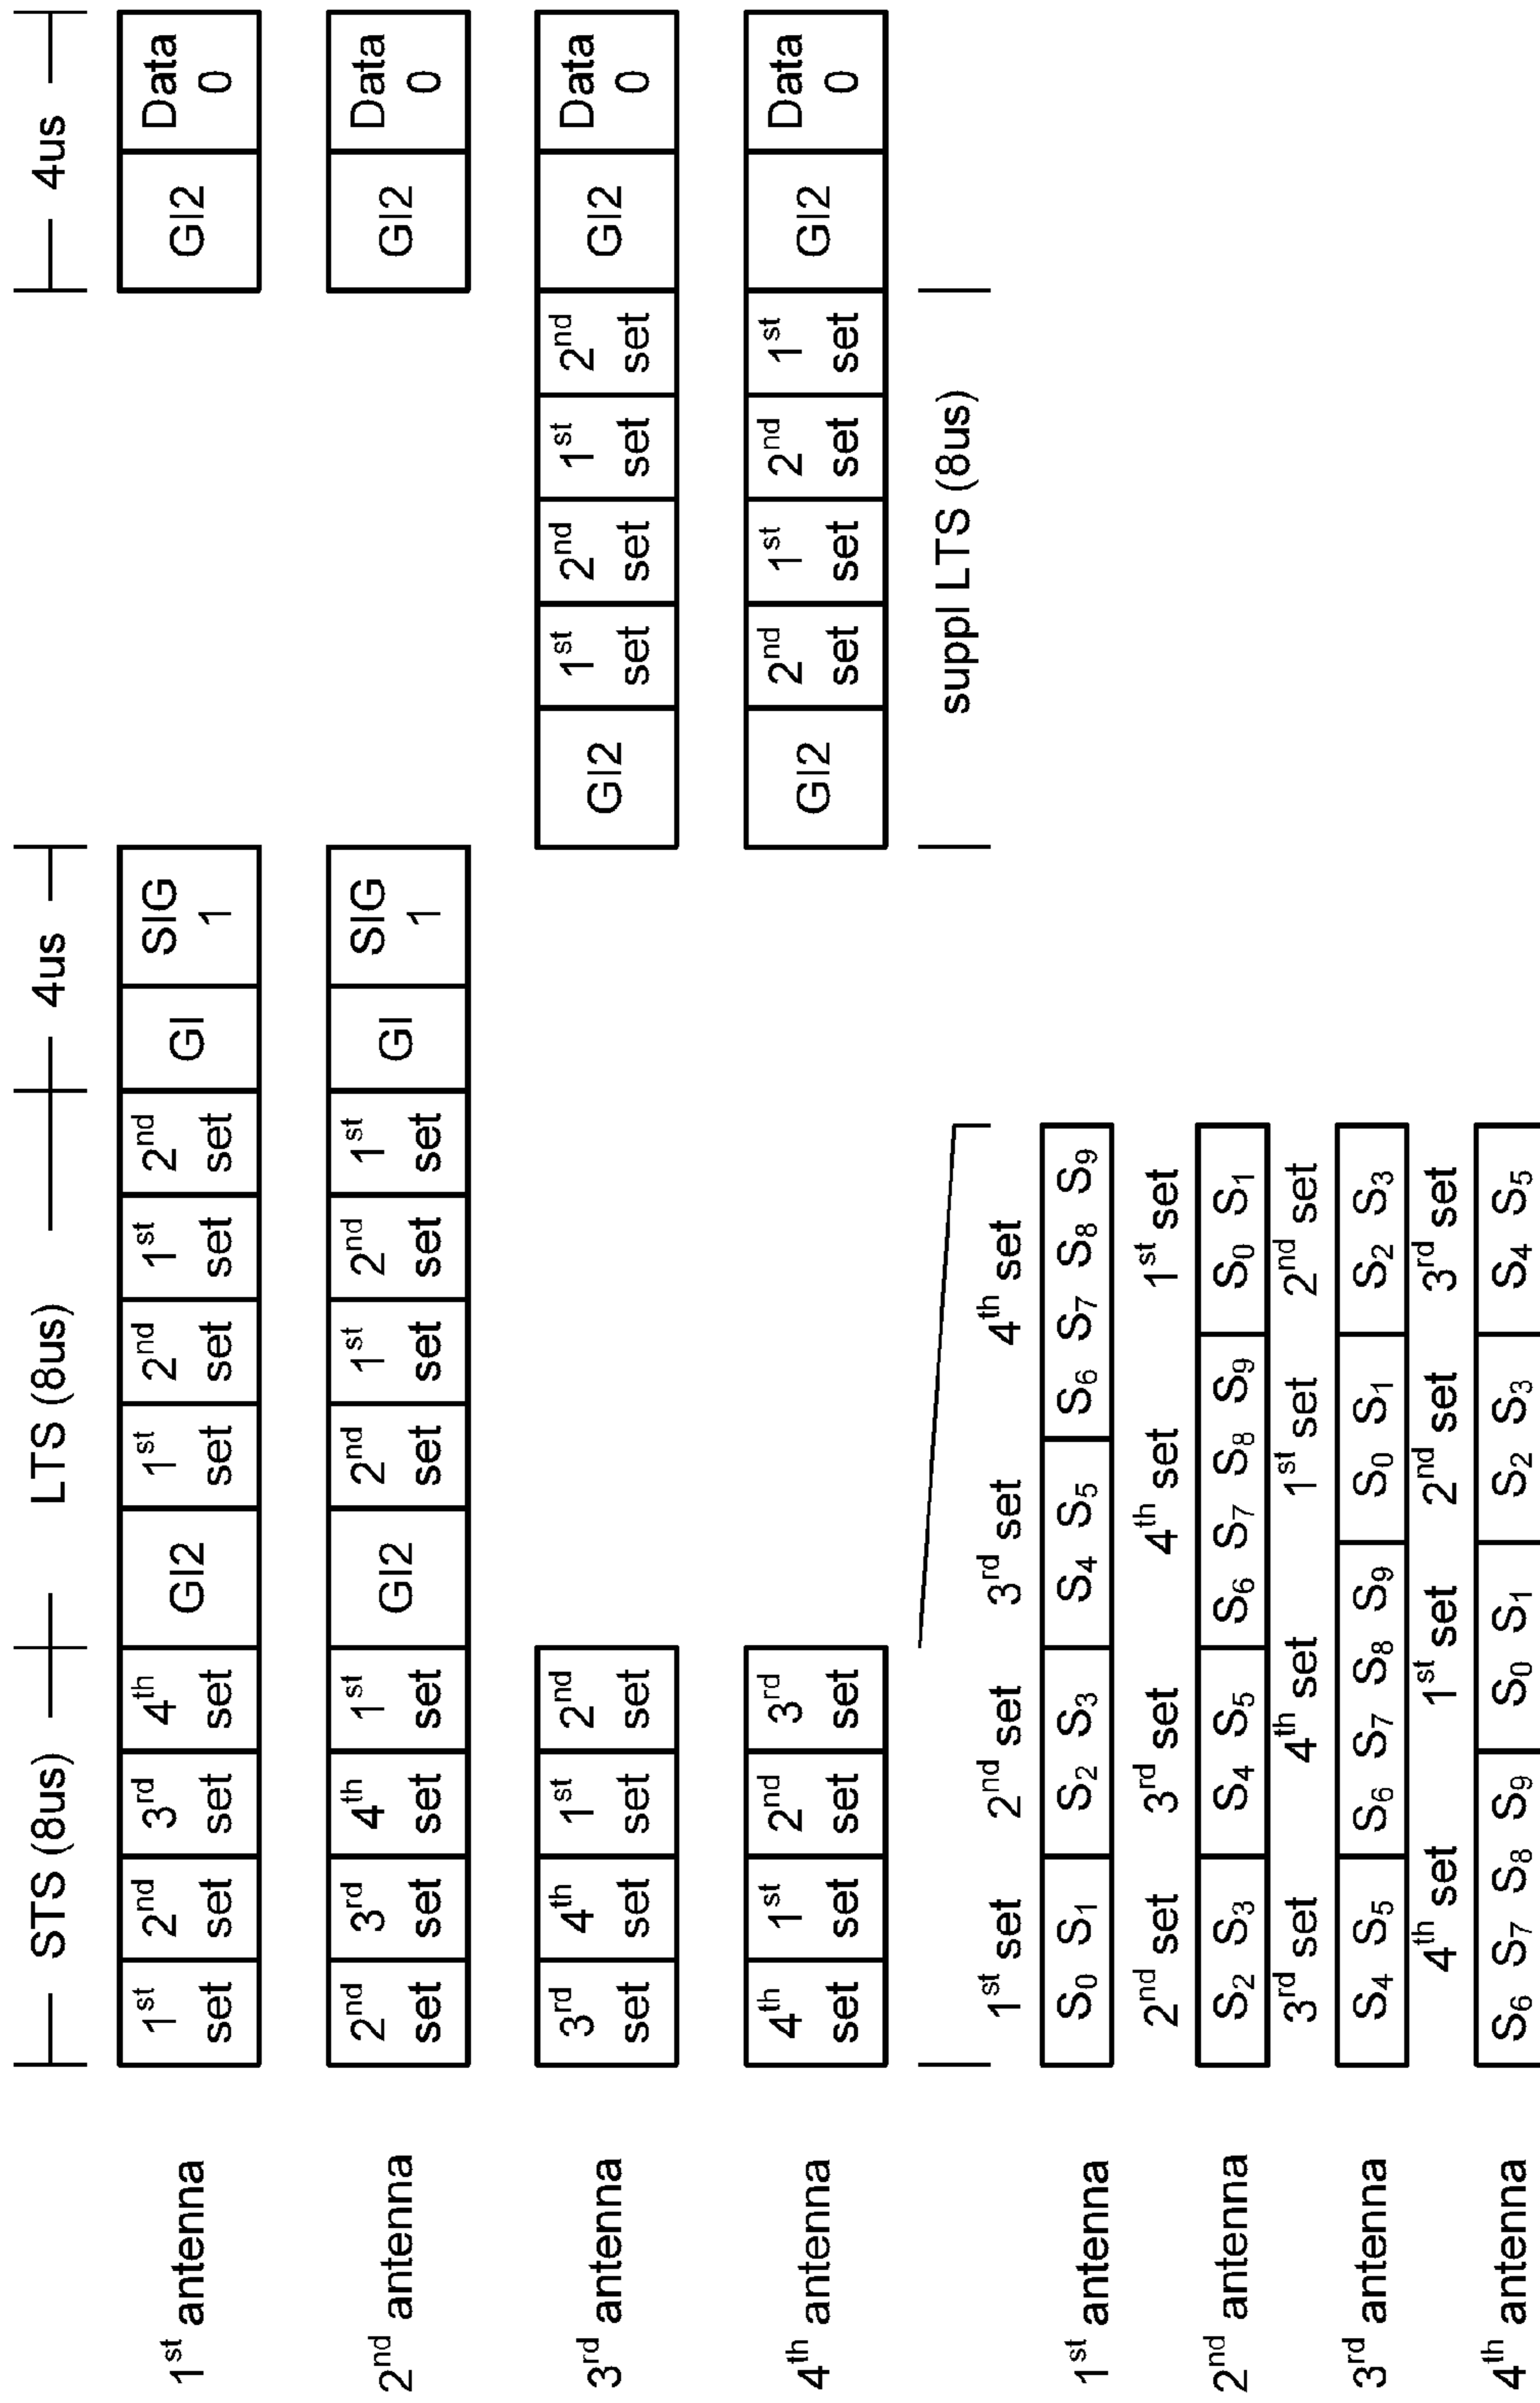 STS (8us) LTS (8us) 4us 4us
1st antenna 1st set 2nd set 3rd set 4th set GI2 1st set 2nd set 1st set 2nd set GI SIG 1 GI2 Data 0
2nd antenna 2nd set 3rd set 4th set 1st set GI2 2nd set 1st set 2nd set 1st set GI SIG 1 GI2 Data 0
3rd antenna 3rd set 4th set 1st set 2nd set GI2 1st set 2nd set 1st set 2nd set GI2 Data 0
4th antenna 4th set 1st set 2nd set 3rd set GI2 2nd set 1st set 2nd set 1st set GI2 Data 0
suppl LTS (8us)
1st set 2nd set 3rd set 4th set
1st antenna S0 S1 S2 S3 S4 S5 S6 S7 S8 S9
2nd set 3rd set 4th set 1st set
2nd antenna S2 S3 S4 S5 S6 S7 S8 S9 S0 S1
3rd set 4th set 1st set 2nd set
3rd antenna S4 S5 S6 S7 S8 S9 S0 S1 S2 S3
4th set 1st set 2nd set 3rd set
4th antenna S6 S7 S8 S9 S0 S1 S2 S3 S4 S5